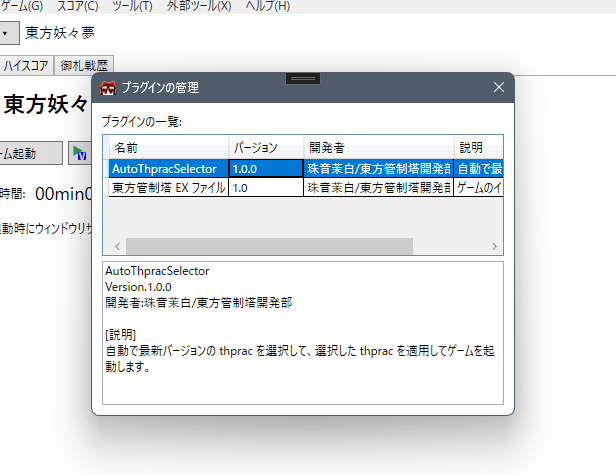 ゲーム(G) スコア(C) ツール(T) 外部ツール(X) ヘルプ(H)
東方妖々夢
ハイスコア 御札戦歴
プラグインの管理
東方妖々
プラグインの一覧:
名前 バージョン 開発者 説明
ーム起動
AutoThpracSelector 1.0.0 珠音茉白/東方管制塔開発部 自動で最
東方管制塔 EX ファイル 1.0 珠音茉白/東方管制塔開発部 ゲームのイ
時間: 00min0
動時にウィンドウリサ
AutoThpracSelector
Version.1.0.0
開発者:珠音茉白/東方管制塔開発部
[説明]
自動で最新バージョンの thprac を選択して、選択した thprac を適用してゲームを起
動します。